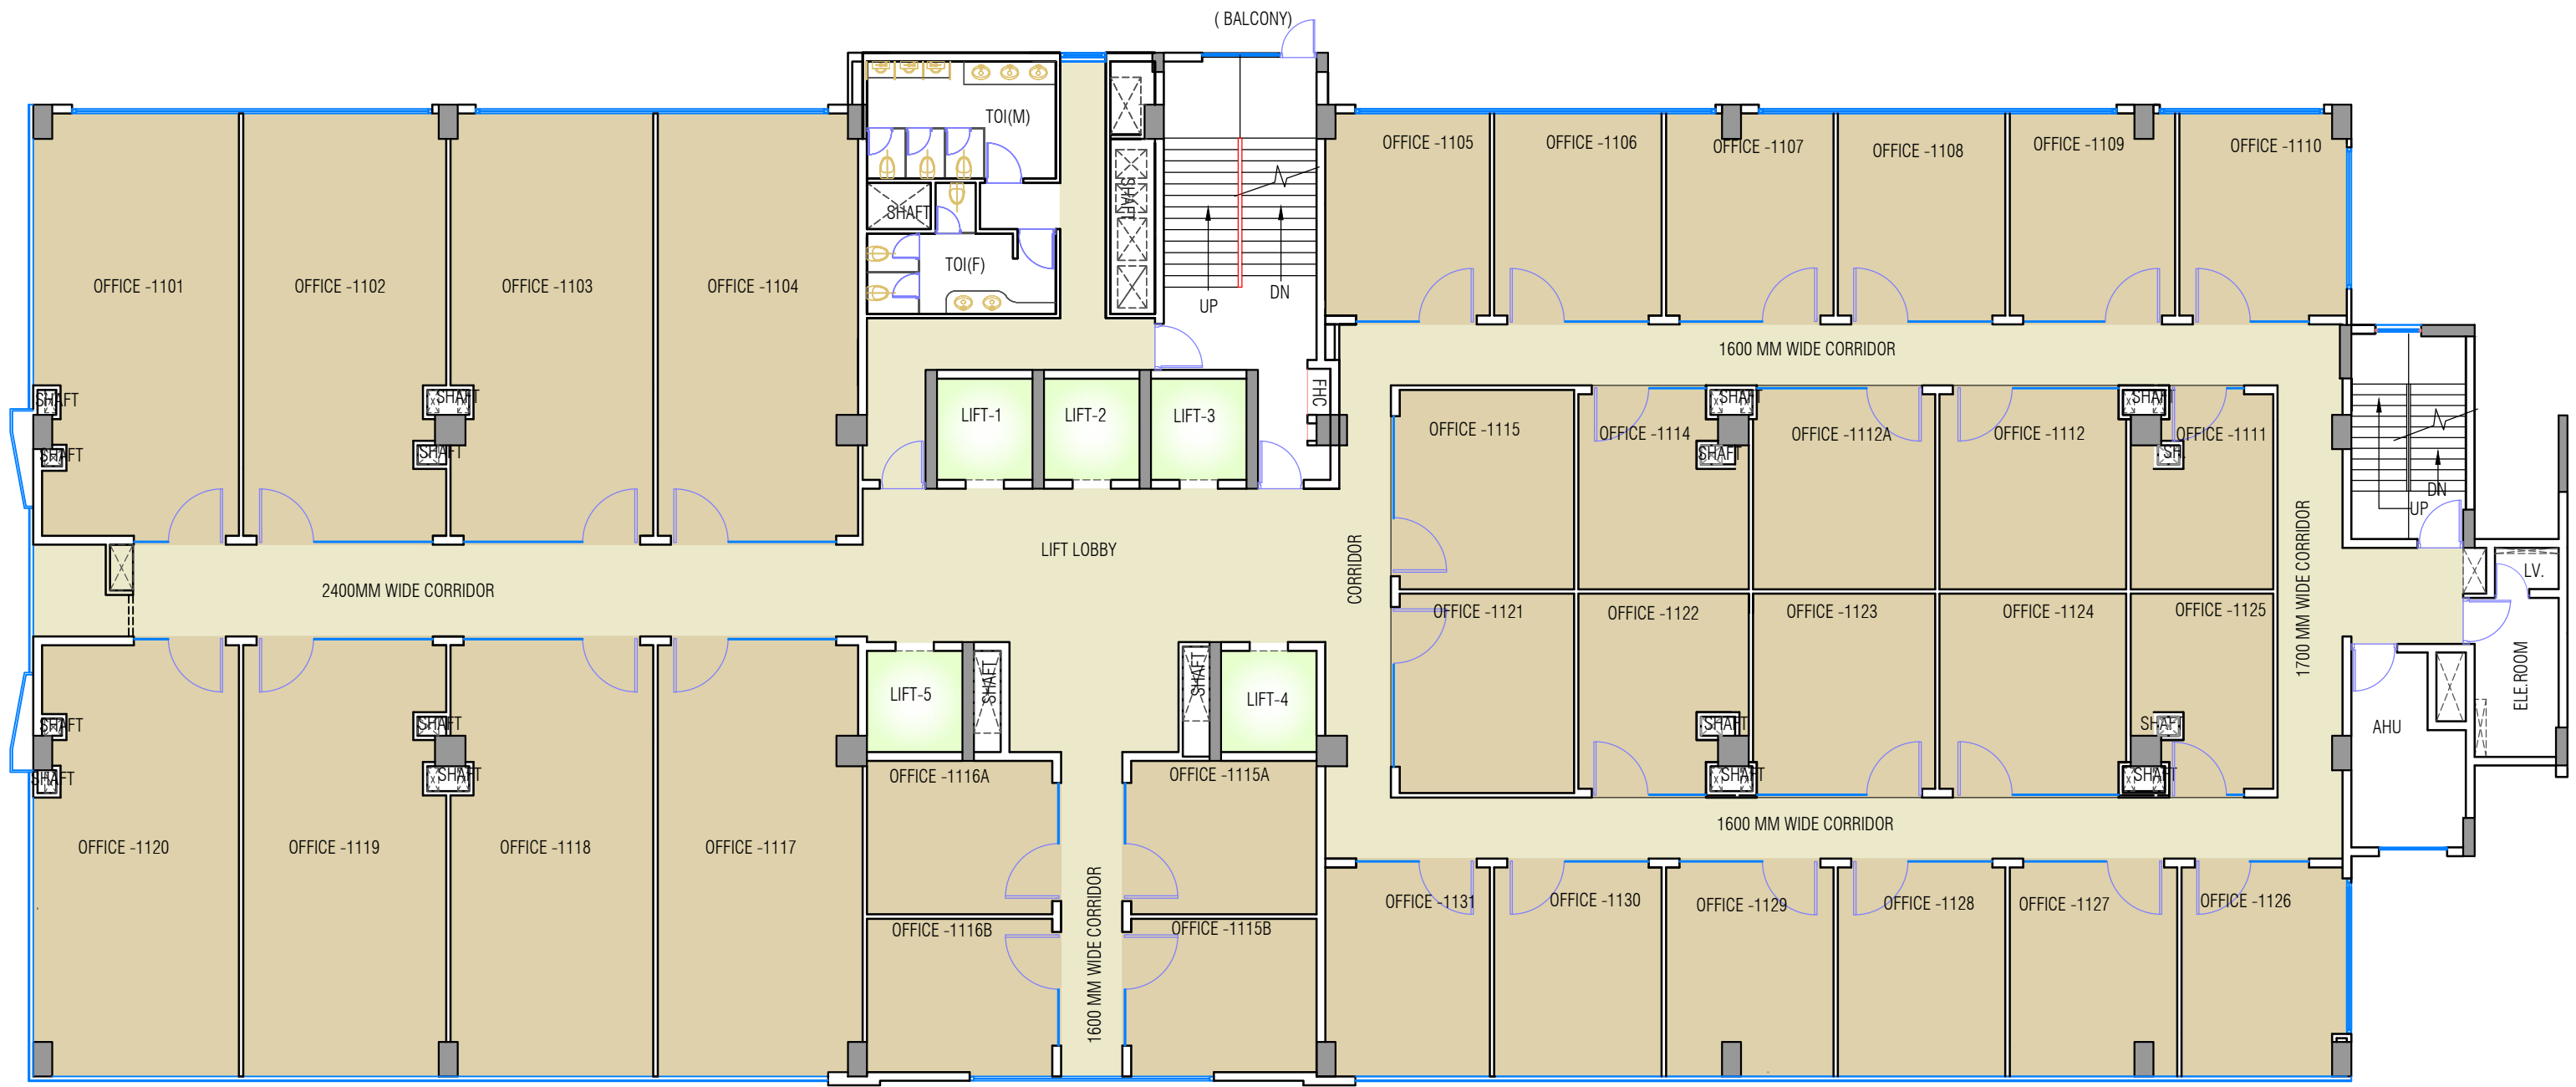 ( BALCONY)
TOI(M)
OFFICE -1105
OFFICE -1106
OFFICE -1107
OFFICE -1108
OFFICE -1109
OFFICE -1110
SHAFT
SHAFT
TOI(F)
OFFICE -1101
OFFICE -1102
OFFICE -1103
OFFICE -1104
UP
DN
1600 MM WIDE CORRIDOR
FHC
SHAFT
SHAFT
SHAFT
SHAFT
LIFT-1
LIFT-2
LIFT-3
OFFICE -1115
OFFICE -1114
OFFICE -1112A
OFFICE -1112
OFFICE -1111
SHAFT
SHAFT
SHAFT
SH.
DN
UP
LIFT LOBBY
CORRIDOR
1700 MM WIDE CORRIDOR
LV.
2400MM WIDE CORRIDOR
OFFICE -1121
OFFICE -1122
OFFICE -1123
OFFICE -1124
OFFICE -1125
ELE.ROOM
LIFT-5
SHAFT
SHAFT
LIFT-4
SHAFT
SHAFT
SHAFT
SHAF
AHU
SHAFT
SHAFT
SHAFT
SHAFT
OFFICE -1116A
OFFICE -1115A
1600 MM WIDE CORRIDOR
OFFICE -1120
OFFICE -1119
OFFICE -1118
OFFICE -1117
1600 MM WIDE CORRIDOR
OFFICE -1131
OFFICE -1130
OFFICE -1129
OFFICE -1128
OFFICE -1127
OFFICE -1126
OFFICE -1116B
OFFICE -1115B